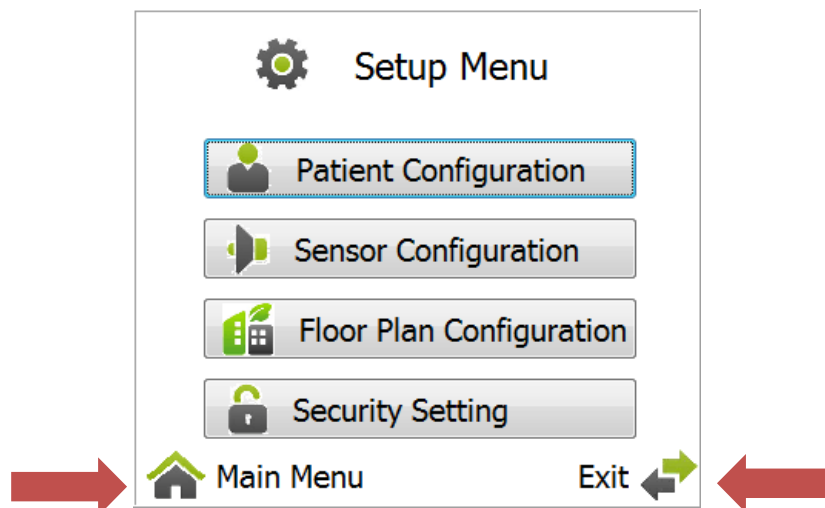 Setup Menu
Patient Configuration
Sensor Configuration
Floor Plan Configuration
Security Setting
Main Menu Exit